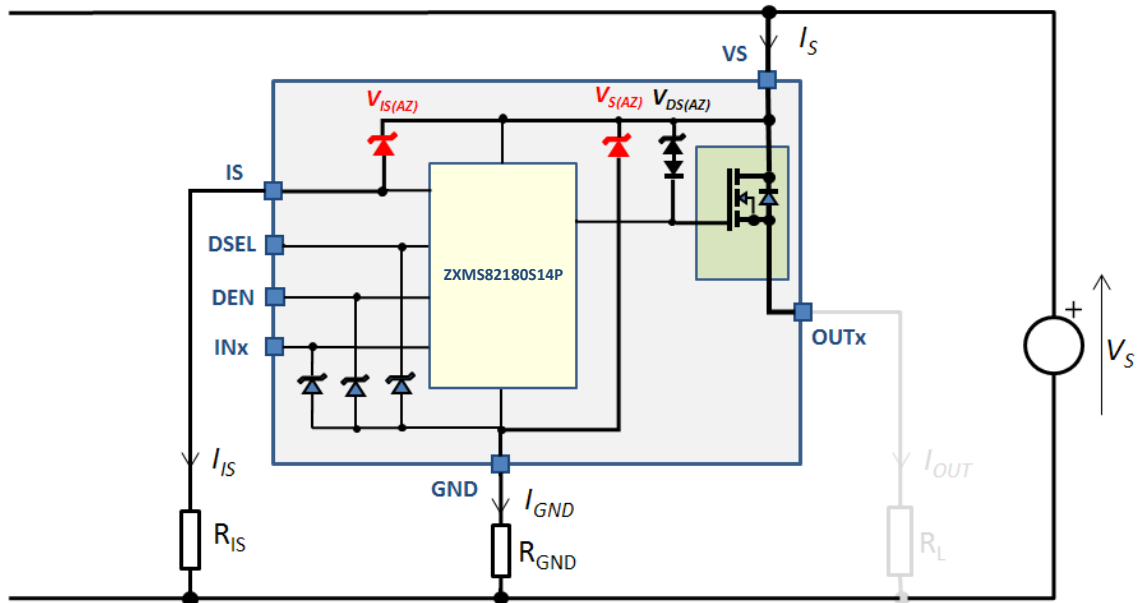 I_S
VS
V_IS(AZ)
V_S(AZ)
V_DS(AZ)
IS
DSEL
ZXMS82180S14P
DEN
INx
OUTx
+
V_S
I_IS
GND
I_GND
I_OUT
R_IS
R_GND
R_L